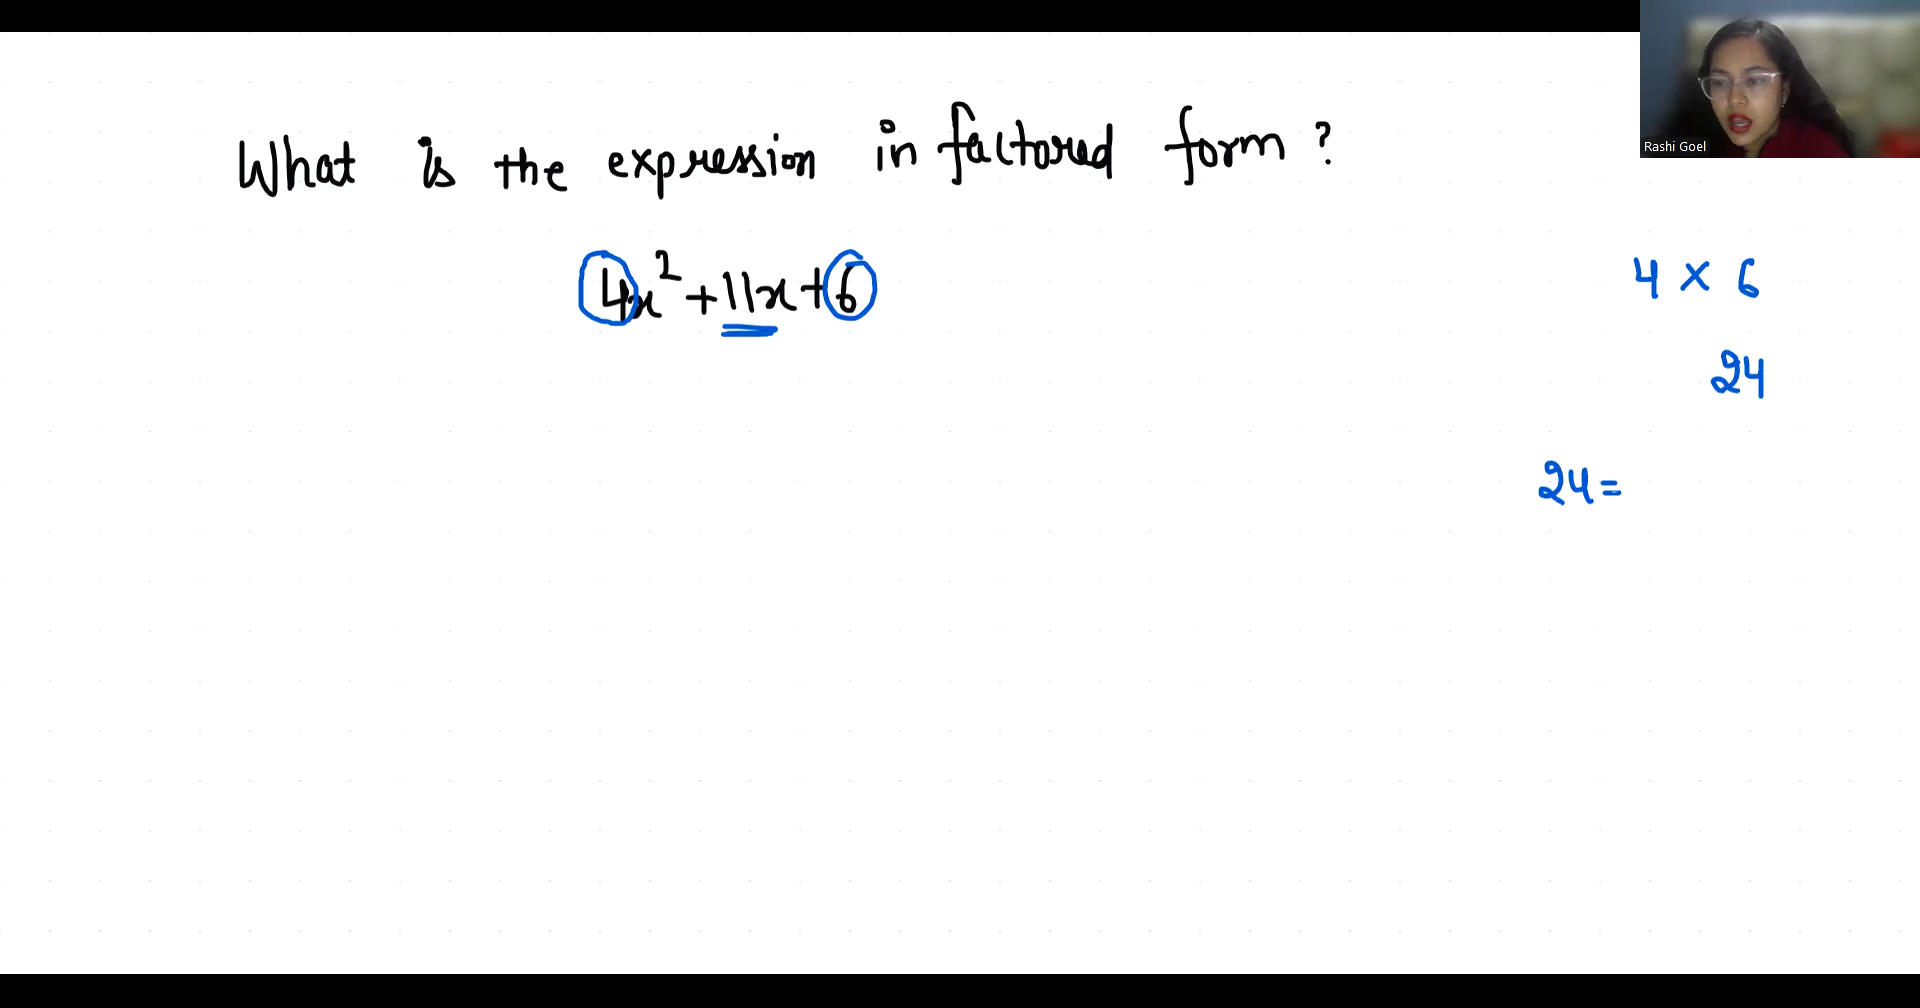 What is the expression in factored form ?
Rashi Goel
4x² + 11x + 6
4 × 6
24
24 =